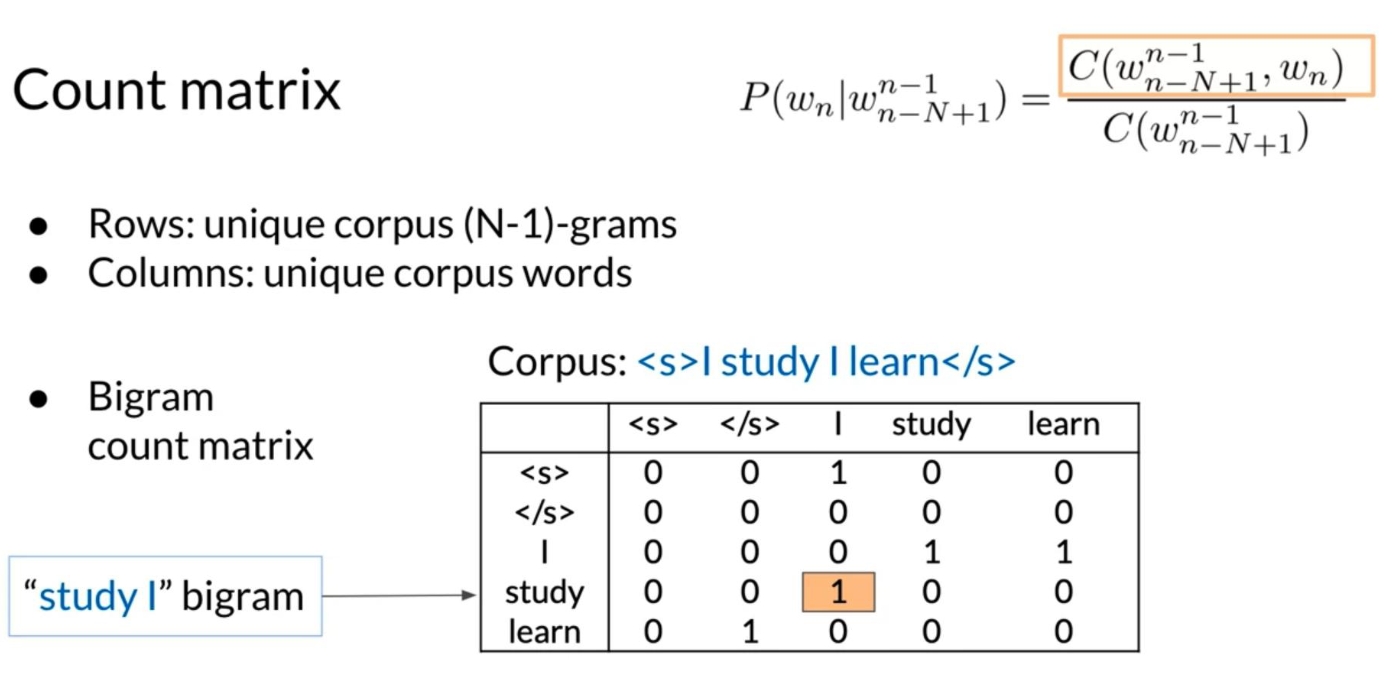 Count matrix
P(w_n|w_{n-N+1}^{n-1}) = \frac{C(w_{n-N+1}^{n-1}, w_n)}{C(w_{n-N+1}^{n-1})}
● Rows: unique corpus (N-1)-grams
● Columns: unique corpus words
● Bigram
count matrix
Corpus: <s>I study I learn</s>
<s> </s> I study learn
<s> 0 0 1 0 0
</s> 0 0 0 0 0
I 0 0 0 1 1
study 0 0 1 0 0
learn 0 1 0 0 0
“study I” bigram